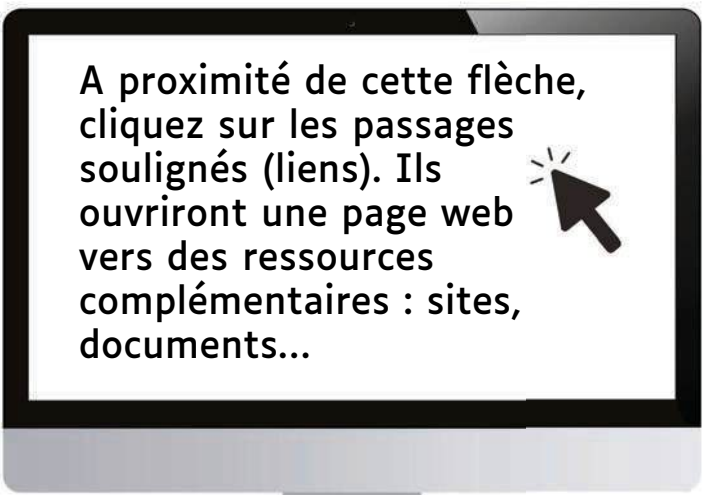 A proximité de cette flèche,
cliquez sur les passages
soulignés (liens). Ils
ouvriront une page web
vers des ressources
complémentaires : sites,
documents...